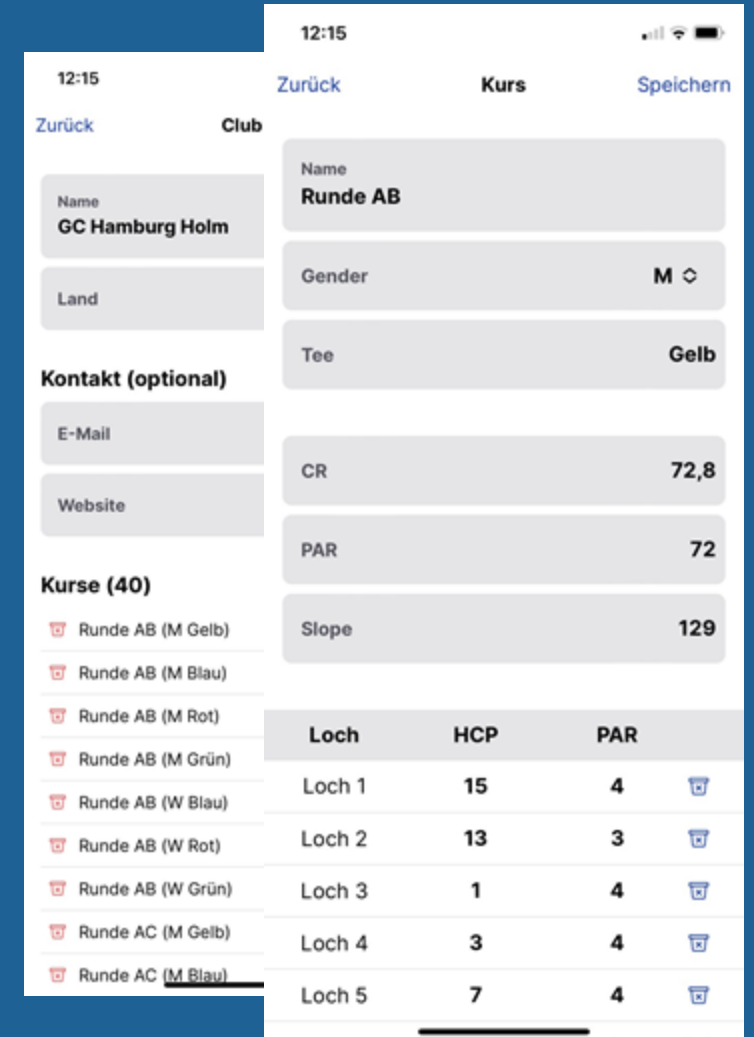 12:15
Zurück Club
Name
GC Hamburg Holm
Land
Kontakt (optional)
E-Mail
Website
Kurse (40)
Runde AB (M Gelb)
Runde AB (M Blau)
Runde AB (M Rot)
Runde AB (M Grün)
Runde AB (W Blau)
Runde AB (W Rot)
Runde AB (W Grün)
Runde AC (M Gelb)
Runde AC (M Blau)
12:15
Zurück Kurs Speichern
Name
Runde AB
Gender M
Tee Gelb
CR 72,8
PAR 72
Slope 129
Loch HCP PAR
Loch 1 15 4
Loch 2 13 3
Loch 3 1 4
Loch 4 3 4
Loch 5 7 4